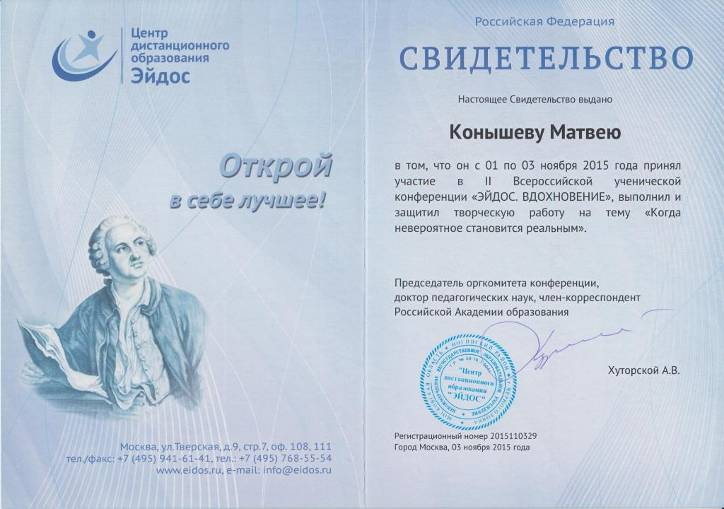 Центр
дистанционного
образования
Эйдос
Открой
в себе лучшее!
Москва, ул.Тверская, д.9, стр.7, оф. 108, 111
тел./факс: +7 (495) 941-61-41, тел.: +7 (495) 768-55-54
www.eidos.ru, e-mail: info@eidos.ru
Российская Федерация
СВИДЕТЕЛЬСТВО
Настоящее Свидетельство выдано
Конышеву Матвею
в том, что он с 01 по 03 ноября 2015 года принял
участие в II Всероссийской ученической
конференции «ЭЙДОС. ВДОХНОВЕНИЕ», выполнил и
защитил творческую работу на тему «Когда
невероятное становится реальным».
Председатель оргкомитета конференции,
доктор педагогических наук, член-корреспондент
Российской Академии образования
"Центр
дистанционного
образования
"ЭЙДОС"
Хуторской А.В.
Регистрационный номер 2015110329
Город Москва, 03 ноября 2015 года